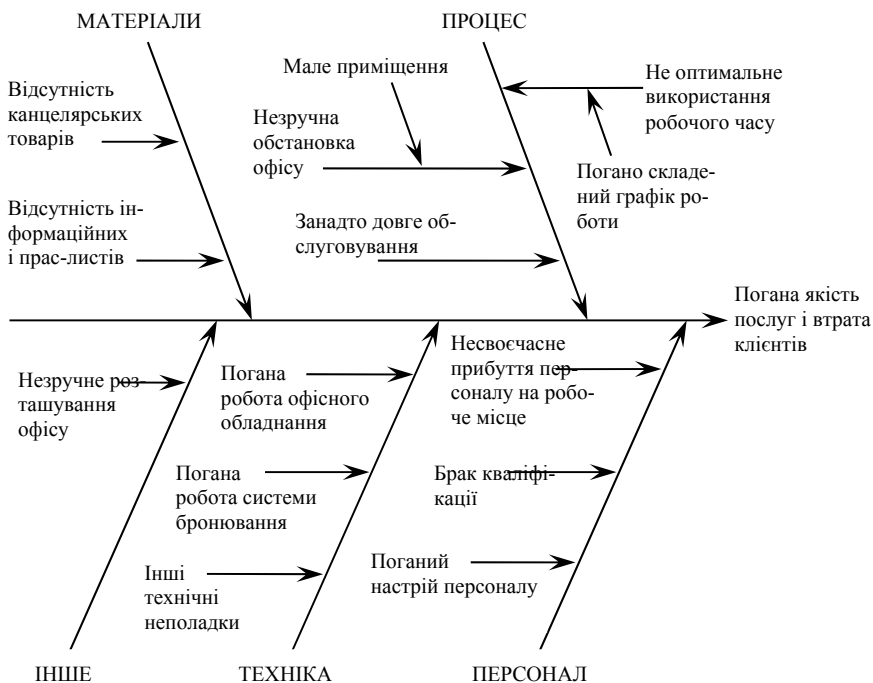 МАТЕРІАЛИ
ПРОЦЕС
Мале приміщення
Не оптимальне
використання
робочого часу
Відсутність
канцелярських
товарів
Незручна
обстановка
офісу
Погано складе-
ний графік ро-
боти
Відсутність ін-
формаційних
і прас-листів
Занадто довге об-
слуговування
Погана якість
послуг і втрата
клієнтів
Незручне роз-
ташування
офісу
Погана
робота офісного
обладнання
Несвоєчасне
прибуття пер-
соналу на робо-
че місце
Погана
робота системи
бронювання
Брак кваліфі-
кації
Інші
технічні
неполадки
Поганий
настрій персоналу
ІНШЕ
ТЕХНІКА
ПЕРСОНАЛ